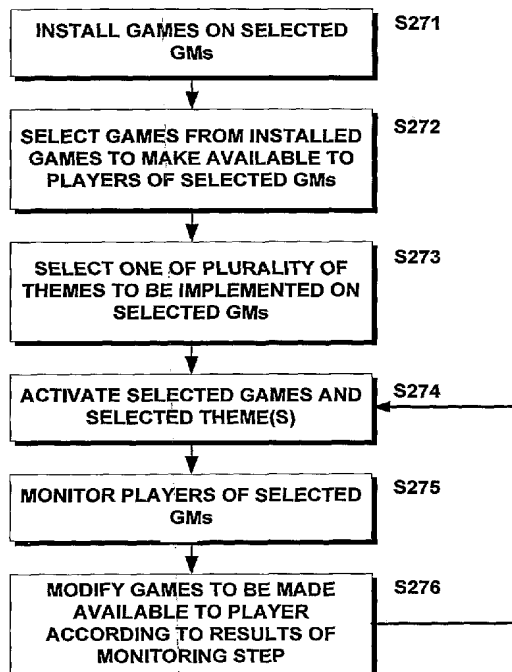 INSTALL GAMES ON SELECTED
GMs
S271
SELECT GAMES FROM INSTALLED
GAMES TO MAKE AVAILABLE TO
PLAYERS OF SELECTED GMs
S272
SELECT ONE OF PLURALITY OF
THEMES TO BE IMPLEMENTED ON
SELECTED GMs
S273
ACTIVATE SELECTED GAMES AND
SELECTED THEME(S)
S274
MONITOR PLAYERS OF SELECTED
GMs
S275
MODIFY GAMES TO BE MADE
AVAILABLE TO PLAYER
ACCORDING TO RESULTS OF
MONITORING STEP
S276